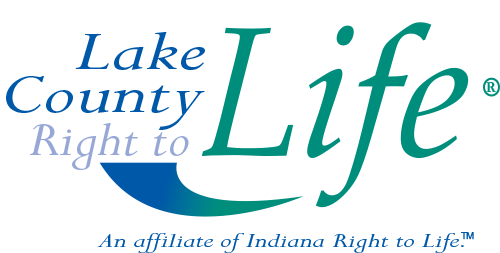 Lake
County
Right to
Life®
An affiliate of Indiana Right to Life.™